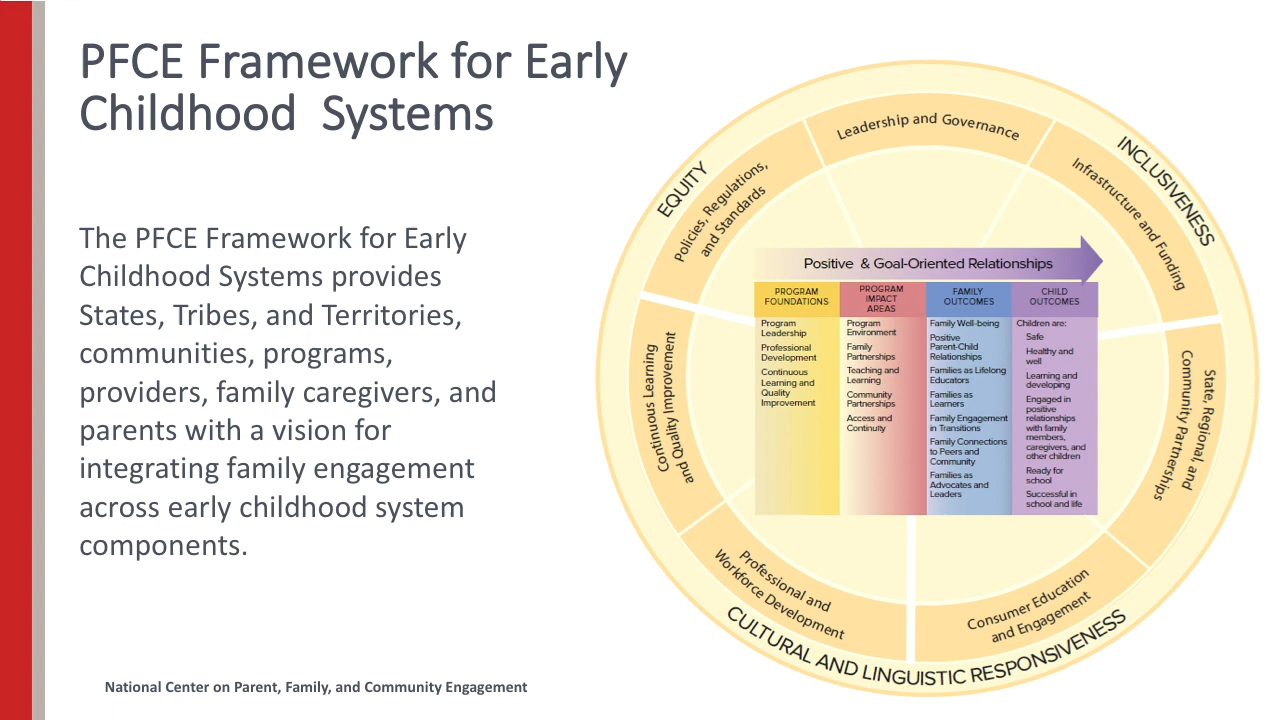 PFCE Framework for Early
Childhood Systems
The PFCE Framework for Early
Childhood Systems provides
States, Tribes, and Territories,
communities, programs,
providers, family caregivers, and
parents with a vision for
integrating family engagement
across early childhood system
components.
National Center on Parent, Family, and Community Engagement
EQUITY
INCLUSIVENESS
CULTURAL AND LINGUISTIC RESPONSIVENESS
Leadership and Governance
Infrastructure and Funding
State, Regional, and
Community Partnerships
Consumer Education
and Engagement
Professional and
Workforce Development
Continuous Learning
and Quality Improvement
Policies, Regulations,
and Standards
Positive & Goal-Oriented Relationships
PROGRAM
FOUNDATIONS
Program
Leadership
Professional
Development
Continuous
Learning and
Quality
Improvement
PROGRAM
IMPACT
AREAS
Program
Environment
Family
Partnerships
Teaching and
Learning
Community
Partnerships
Access and
Continuity
FAMILY
OUTCOMES
Family Well-being
Positive
Parent-Child
Relationships
Families as Lifelong
Educators
Families as
Learners
Family Engagement
in Transitions
Family Connections
to Peers and
Community
Families as
Advocates and
Leaders
CHILD
OUTCOMES
Children are:
Safe
Healthy and
well
Learning and
developing
Engaged in
positive
relationships
with family
members,
caregivers, and
other children
Ready for
school
Successful in
school and life